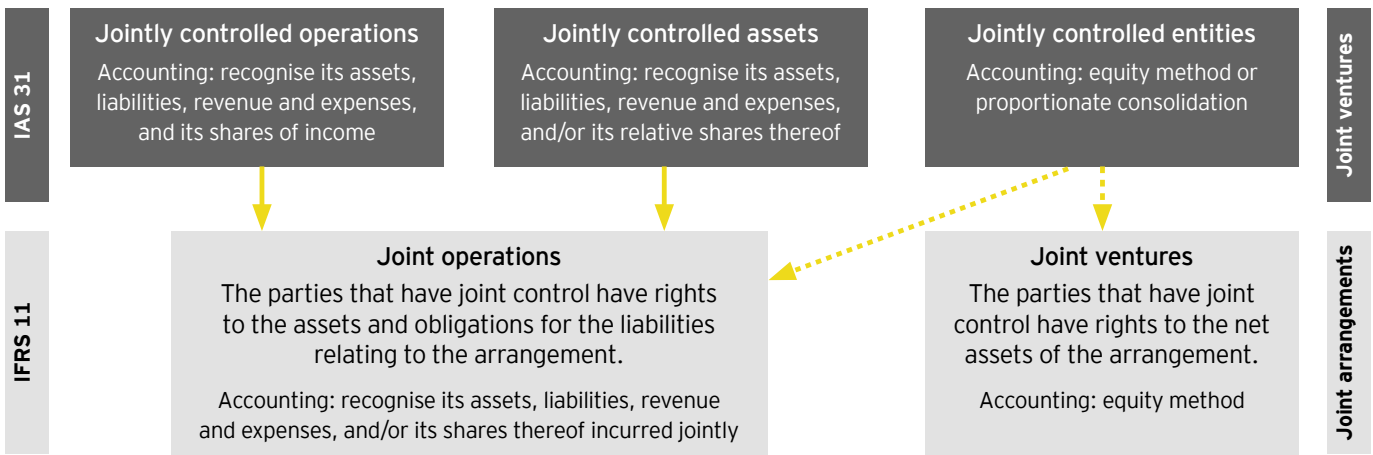 IAS 31
Jointly controlled operations
Accounting: recognise its assets,
liabilities, revenue and expenses,
and its shares of income
Jointly controlled assets
Accounting: recognise its assets,
liabilities, revenue and expenses,
and/or its relative shares thereof
Jointly controlled entities
Accounting: equity method or
proportionate consolidation
Joint ventures
IFRS 11
Joint operations
The parties that have joint control have rights
to the assets and obligations for the liabilities
relating to the arrangement.
Accounting: recognise its assets, liabilities, revenue
and expenses, and/or its shares thereof incurred jointly
Joint ventures
The parties that have joint
control have rights to the net
assets of the arrangement.
Accounting: equity method
Joint arrangements